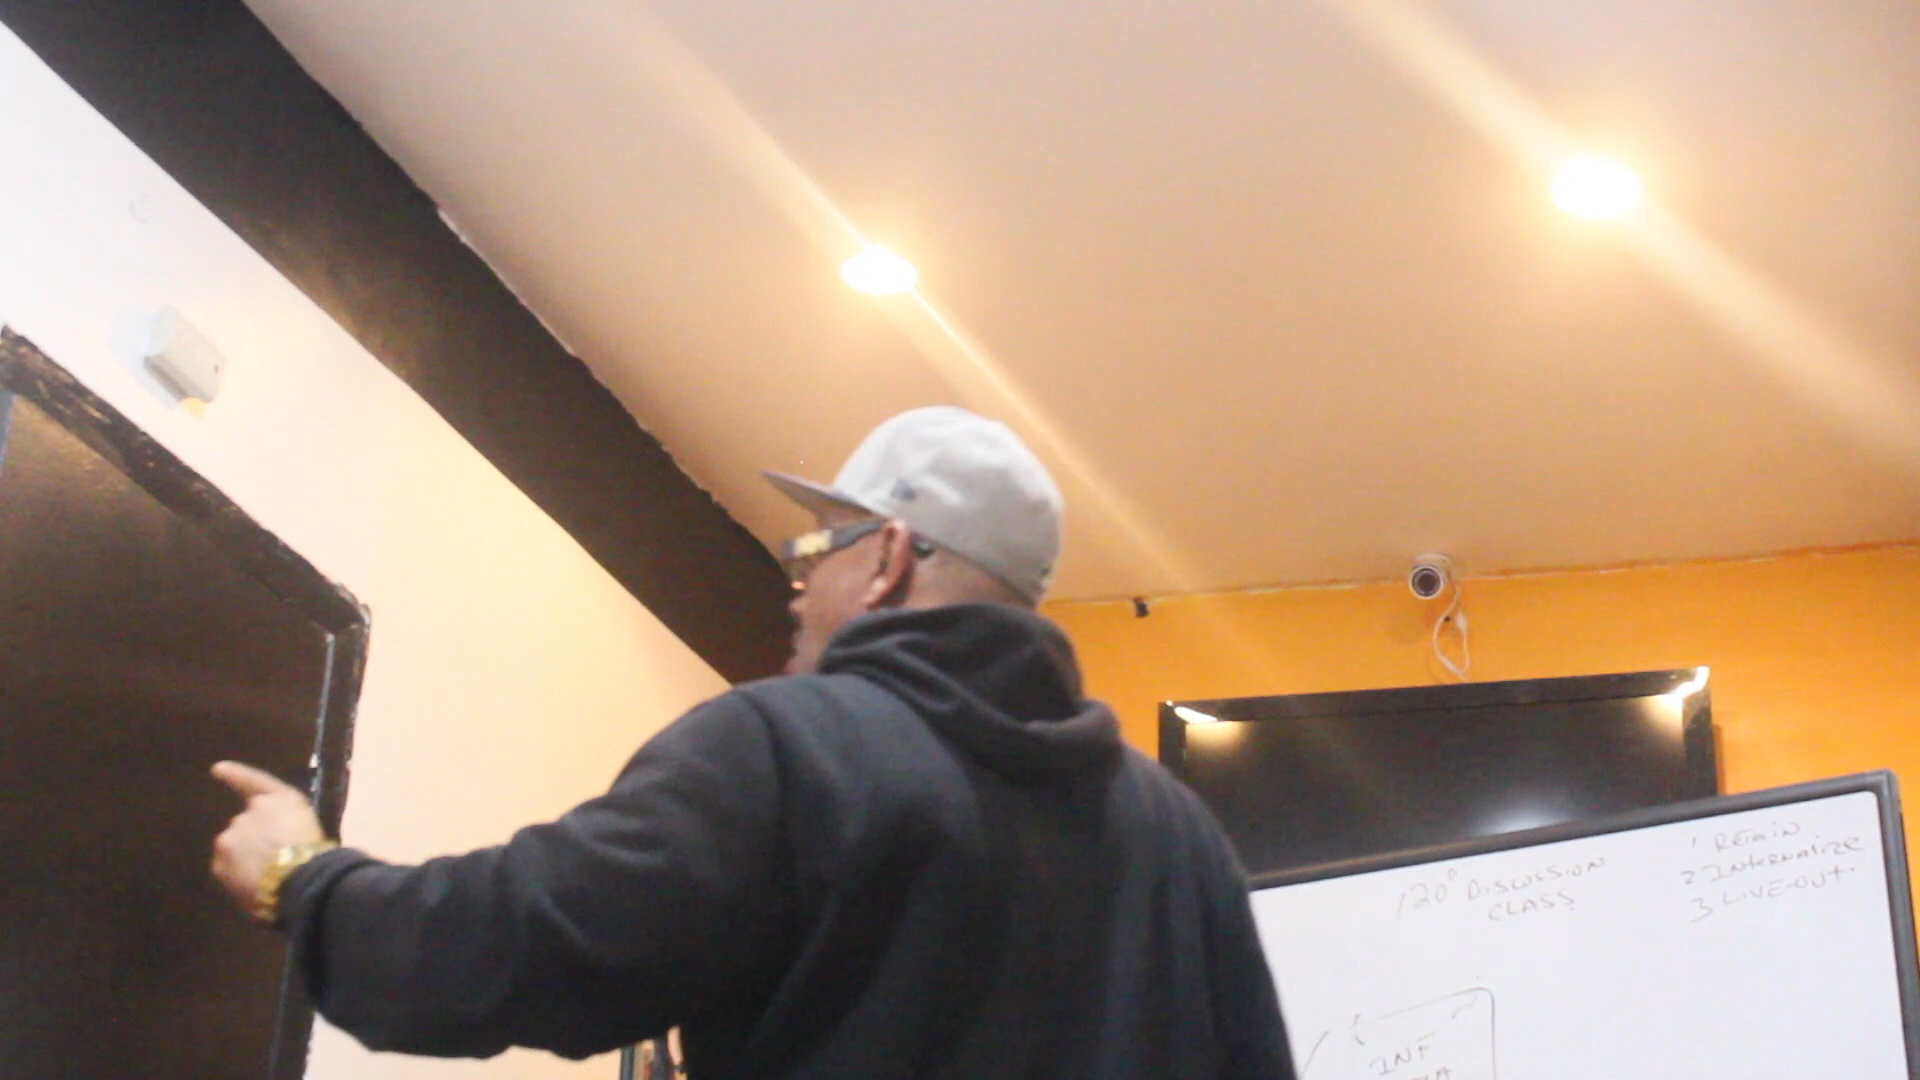 120° DISCUSSION
CLASS
1 RETAIN
2 INTERNALIZE
3 LIVE-OUT
INF